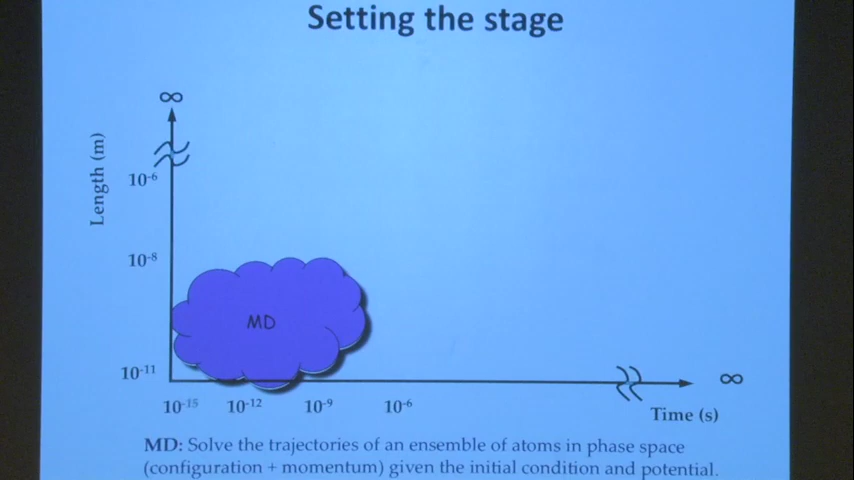 Setting the stage
∞
Length (m)
10⁻⁶
10⁻⁸
MD
10⁻¹¹
∞
10⁻¹⁵ 10⁻¹² 10⁻⁹ 10⁻⁶
Time (s)
MD: Solve the trajectories of an ensemble of atoms in phase space
(configuration + momentum) given the initial condition and potential.